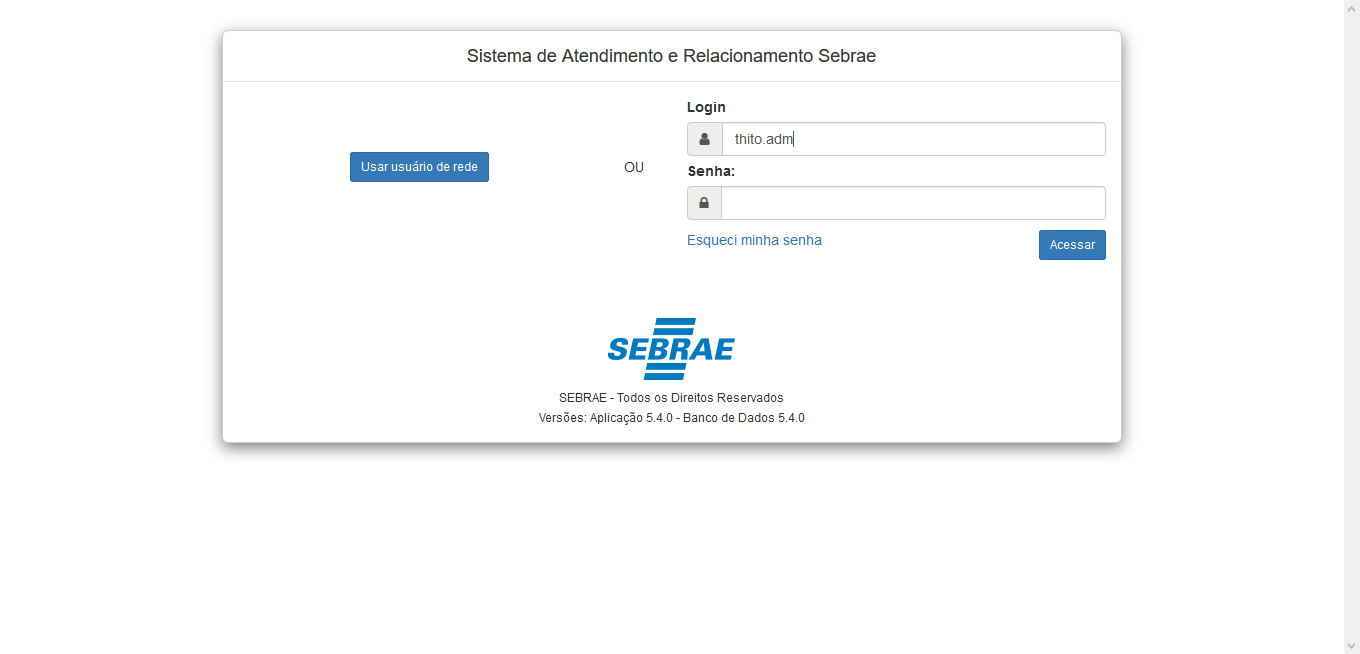 Sistema de Atendimento e Relacionamento Sebrae
Login
thito.adm
Usar usuário de rede
OU
Senha:
Esqueci minha senha
Acessar
SEBRAE
SEBRAE - Todos os Direitos Reservados
Versões: Aplicação 5.4.0 - Banco de Dados 5.4.0